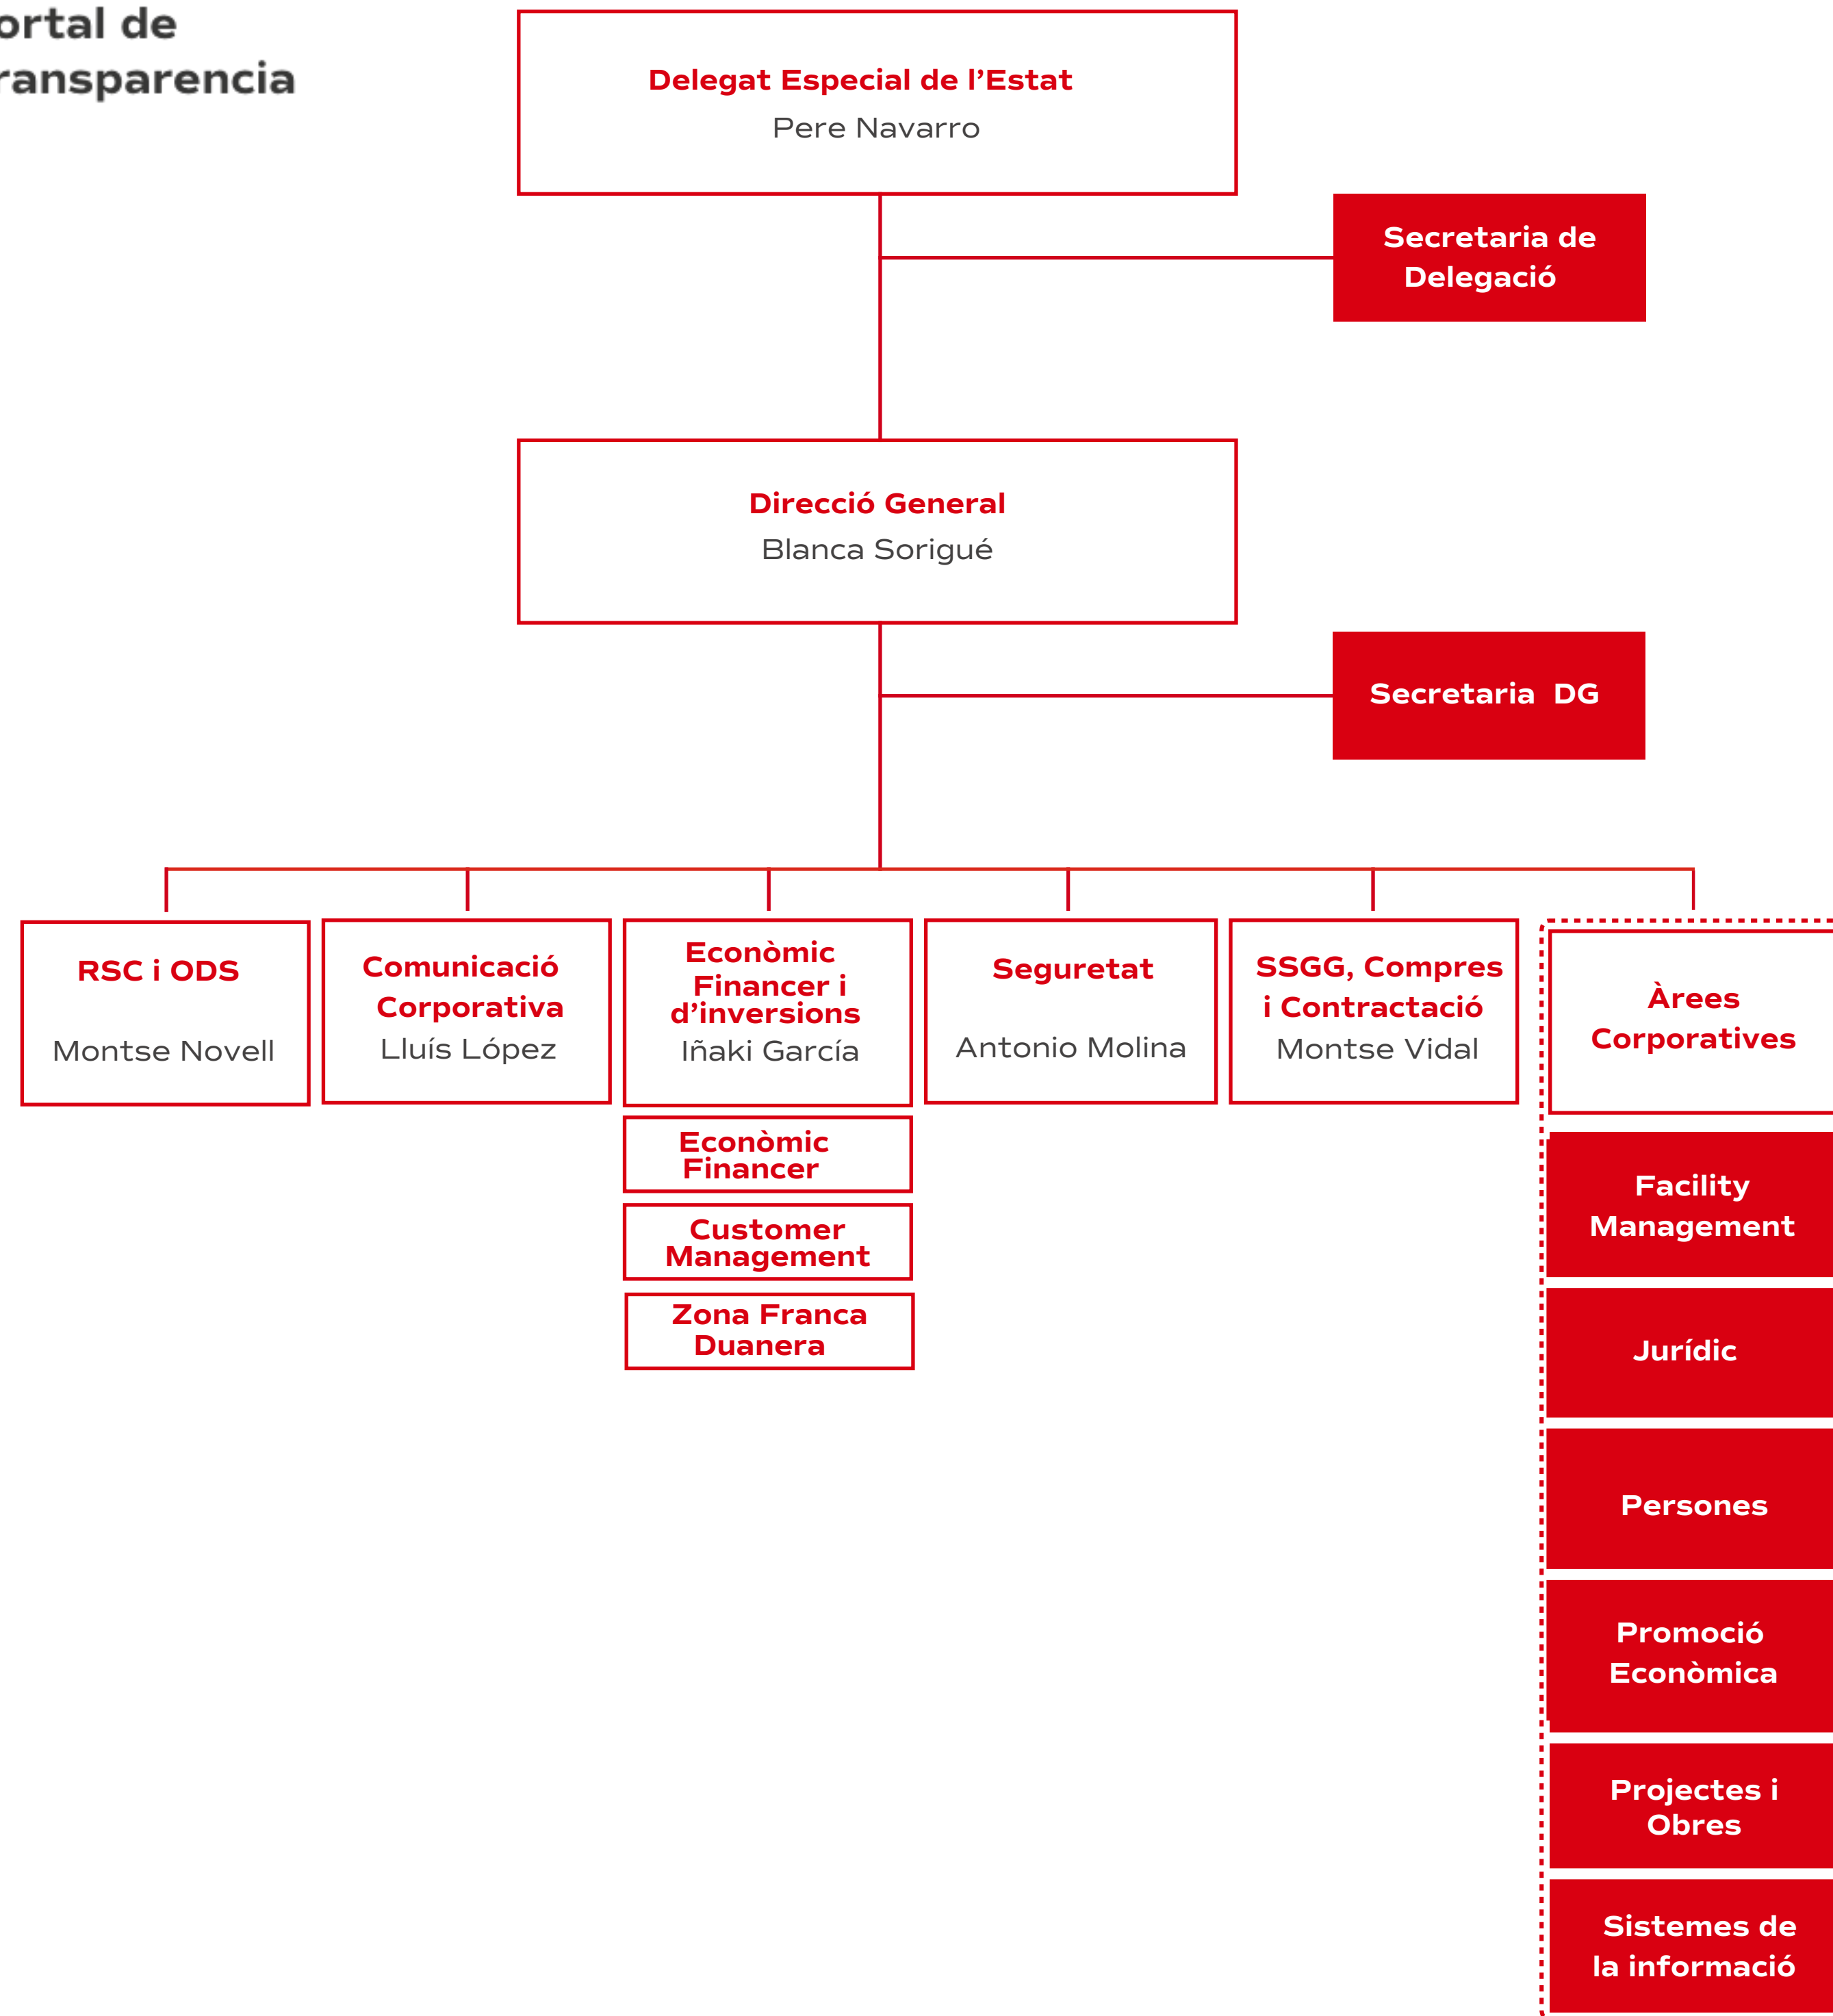 ortal de
ransparencia
Delegat Especial de l’Estat
Pere Navarro
Secretaria de
Delegació
Direcció General
Blanca Sorigué
Secretaria DG
RSC i ODS
Montse Novell
Comunicació
Corporativa
Lluís López
Econòmic
Financer i
d’inversions
Iñaki García
Econòmic
Financer
Customer
Management
Zona Franca
Duanera
Seguretat
Antonio Molina
SSGG, Compres
i Contractació
Montse Vidal
Àrees
Corporatives
Facility
Management
Jurídic
Persones
Promoció
Econòmica
Projectes i
Obres
Sistemes de
la informació